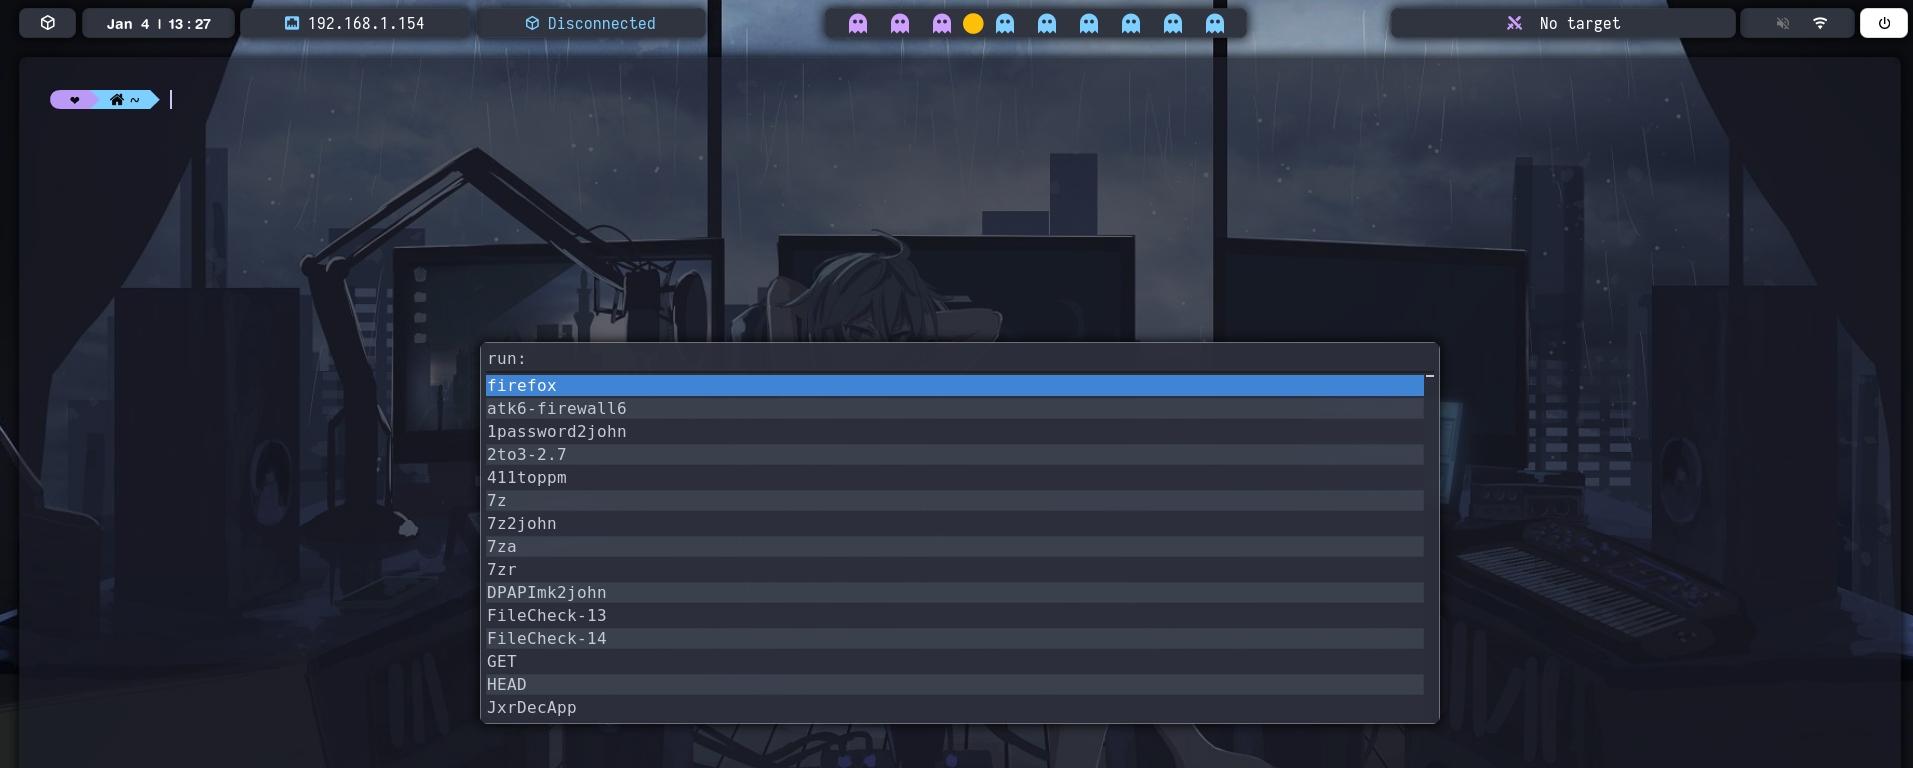 Jan 4 | 13:27
192.168.1.154
Disconnected
No target
~
run:
firefox
atk6-firewall6
1password2john
2to3-2.7
411toppm
7z
7z2john
7za
7zr
DPAPImk2john
FileCheck-13
FileCheck-14
GET
HEAD
JxrDecApp